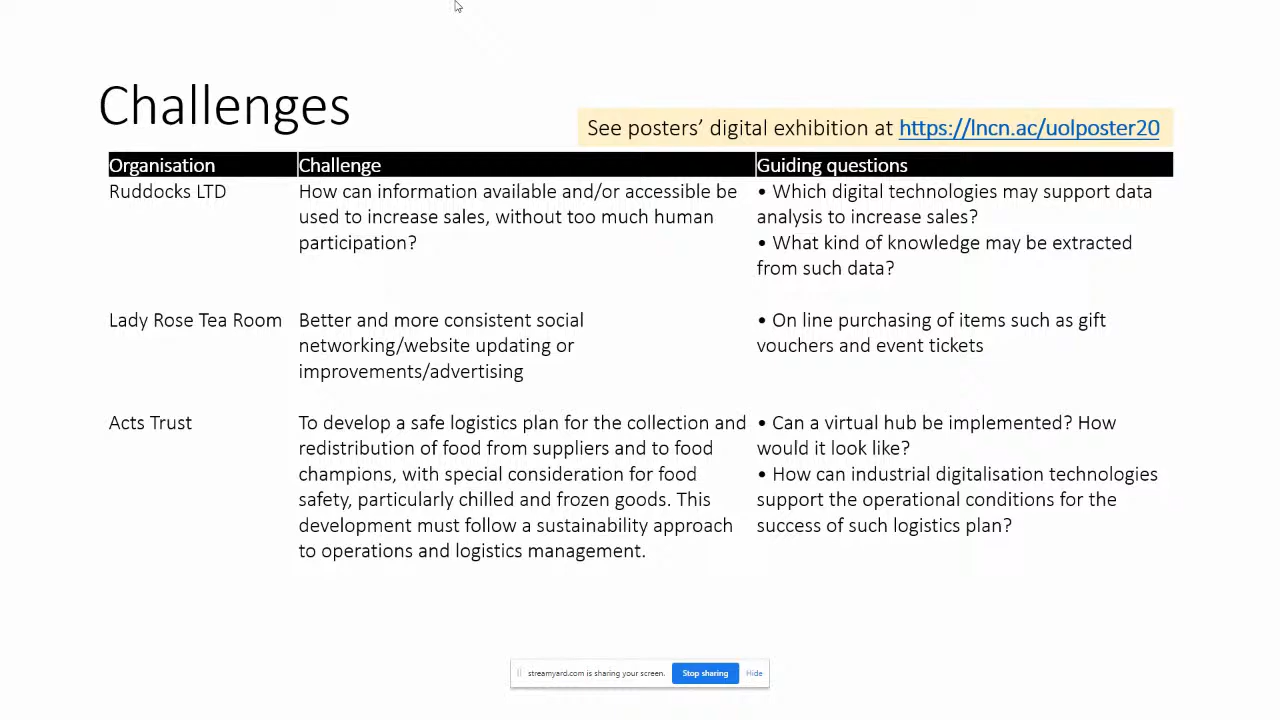 Challenges
See posters’ digital exhibition at https://lncn.ac/uolposter20
Organisation Challenge Guiding questions
Ruddocks LTD
How can information available and/or accessible be
used to increase sales, without too much human
participation?
• Which digital technologies may support data
analysis to increase sales?
• What kind of knowledge may be extracted
from such data?
Lady Rose Tea Room
Better and more consistent social
networking/website updating or
improvements/advertising
• On line purchasing of items such as gift
vouchers and event tickets
Acts Trust
To develop a safe logistics plan for the collection and
redistribution of food from suppliers and to food
champions, with special consideration for food
safety, particularly chilled and frozen goods. This
development must follow a sustainability approach
to operations and logistics management.
• Can a virtual hub be implemented? How
would it look like?
• How can industrial digitalisation technologies
support the operational conditions for the
success of such logistics plan?
streamyard.com is sharing your screen. Stop sharing Hide